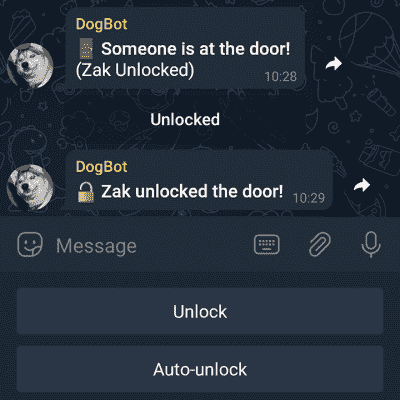 DogBot
🚪 Someone is at the door!
(Zak Unlocked)
10:28
Unlocked
DogBot
🔓 Zak unlocked the door!
10:29
Message
Unlock
Auto-unlock